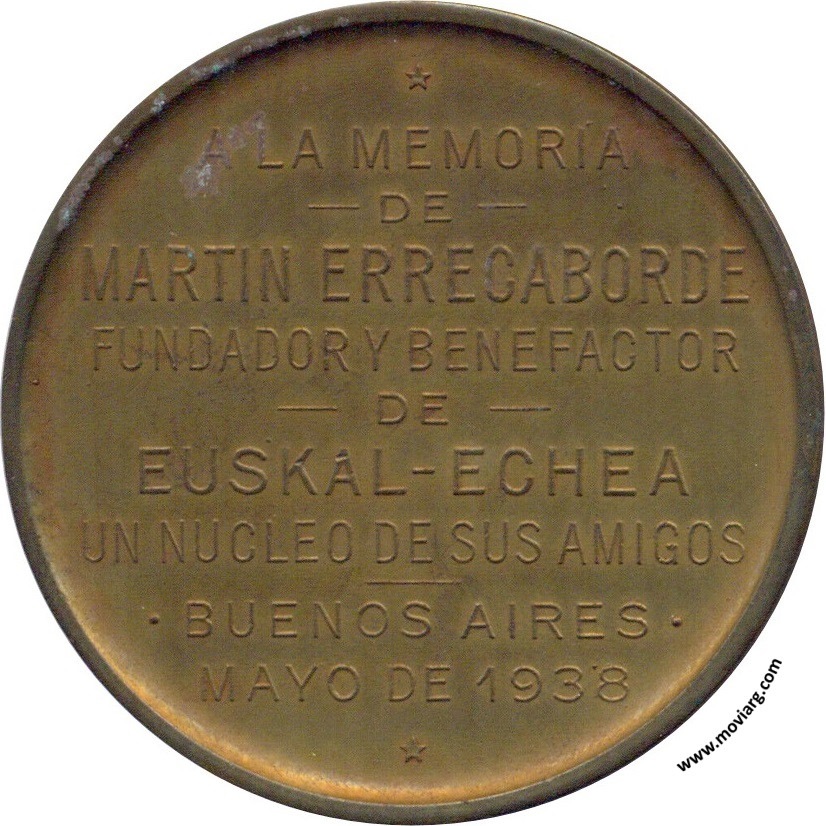 A LA MEMORIA
— DE —
MARTIN ERRECABORDE
FUNDADOR Y BENEFACTOR
— DE —
EUSKAL-ECHEA
UN NUCLEO DE SUS AMIGOS
· BUENOS AIRES ·
MAYO DE 1938
www.moviarg.com